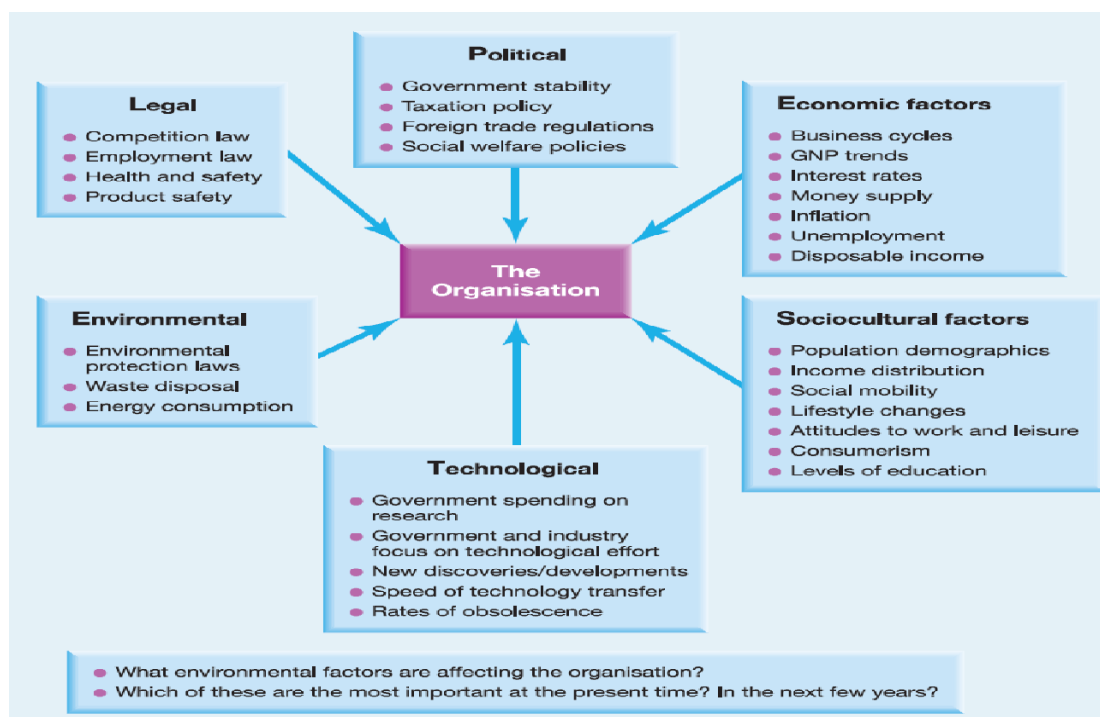 Political
Government stability
Taxation policy
Foreign trade regulations
Social welfare policies
Legal
Competition law
Employment law
Health and safety
Product safety
Economic factors
Business cycles
GNP trends
Interest rates
Money supply
Inflation
Unemployment
Disposable income
The
Organisation
Environmental
Environmental
protection laws
Waste disposal
Energy consumption
Sociocultural factors
Population demographics
Income distribution
Social mobility
Lifestyle changes
Attitudes to work and leisure
Consumerism
Levels of education
Technological
Government spending on
research
Government and industry
focus on technological effort
New discoveries/developments
Speed of technology transfer
Rates of obsolescence
What environmental factors are affecting the organisation?
Which of these are the most important at the present time? In the next few years?